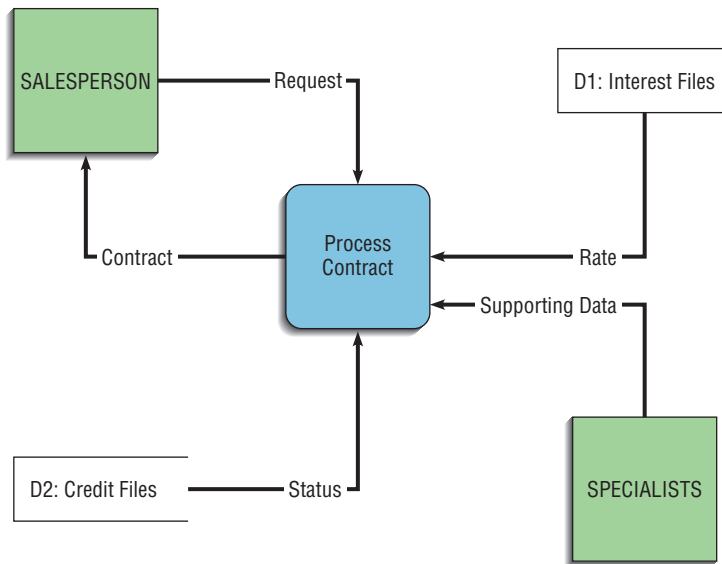 SALESPERSON
Request
D1: Interest Files
Process
Contract
Contract
Rate
Supporting Data
D2: Credit Files
Status
SPECIALISTS